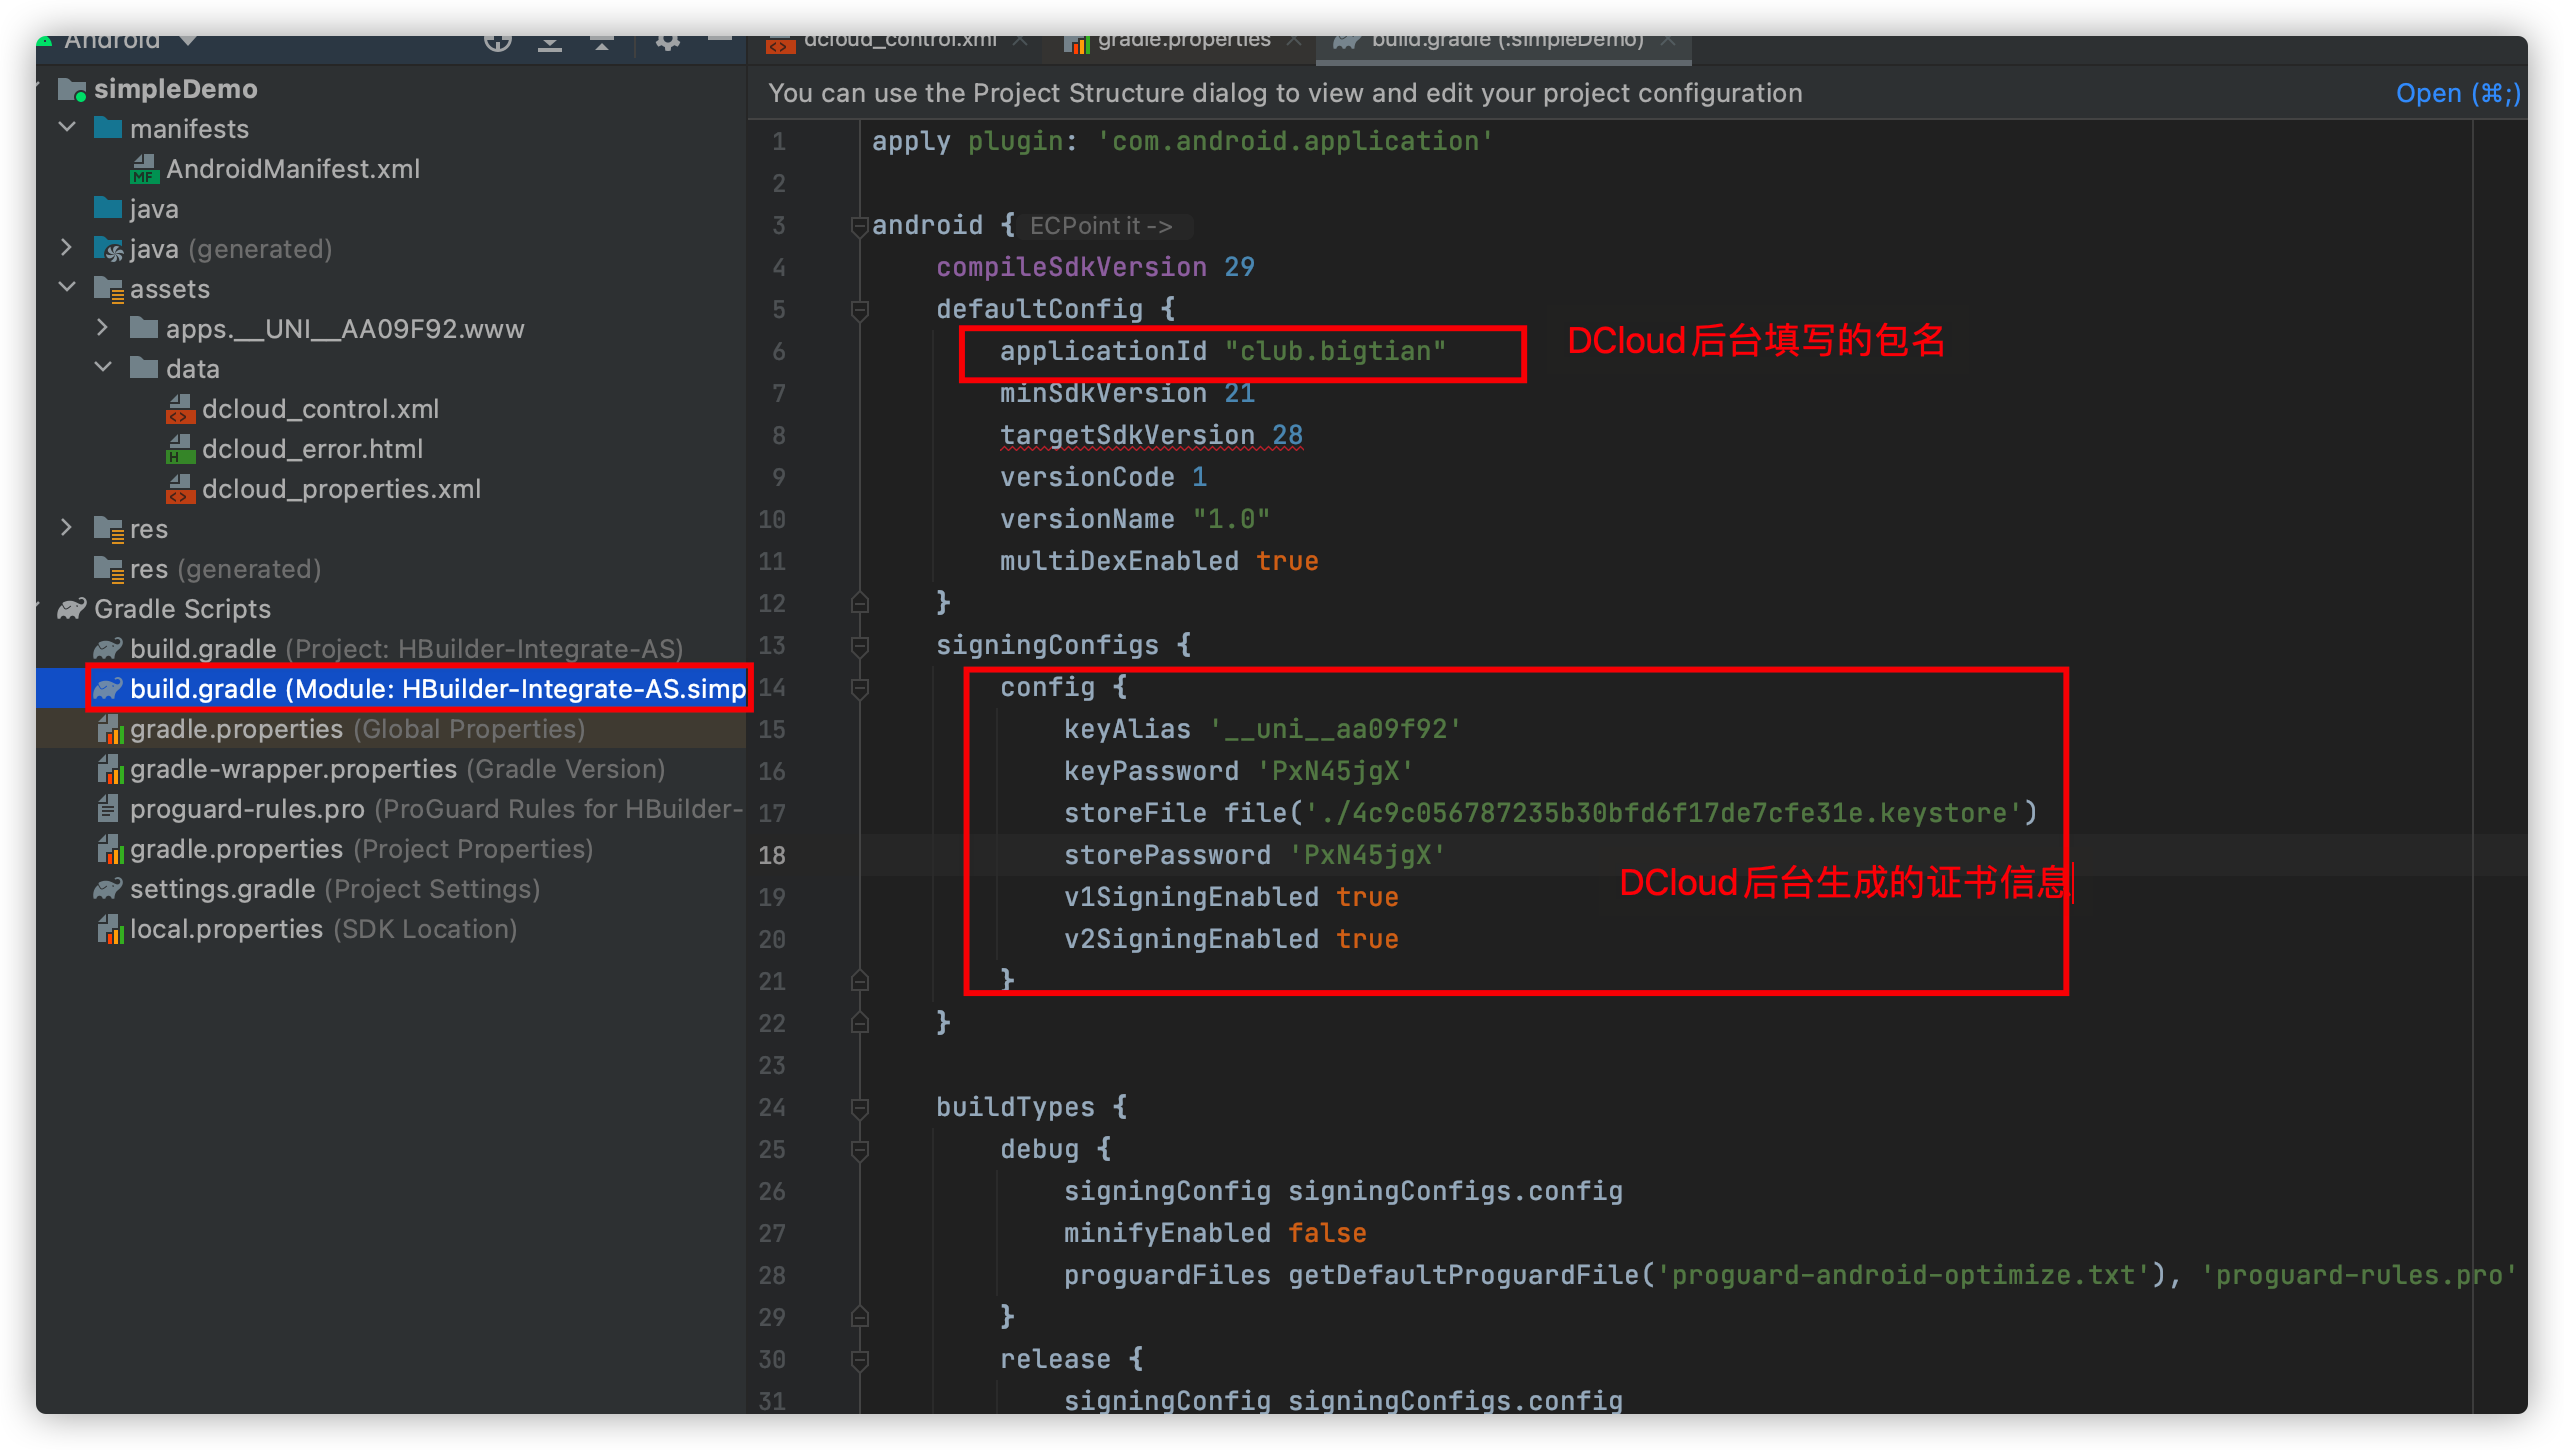 Android
simpleDemo
manifests
AndroidManifest.xml
java
java (generated)
assets
apps.__UNI__AA09F92.www
data
dcloud_control.xml
dcloud_error.html
dcloud_properties.xml
res
res (generated)
Gradle Scripts
build.gradle (Project: HBuilder-Integrate-AS)
build.gradle (Module: HBuilder-Integrate-AS.simp
gradle.properties (Global Properties)
gradle-wrapper.properties (Gradle Version)
proguard-rules.pro (ProGuard Rules for HBuilder-
gradle.properties (Project Properties)
settings.gradle (Project Settings)
local.properties (SDK Location)
dcloud_control.xml gradle.properties build.gradle (:simpleDemo)
You can use the Project Structure dialog to view and edit your project configuration Open (⌘;)
1 apply plugin: 'com.android.application'
2
3 android { ECPoint it ->
4 compileSdkVersion 29
5 defaultConfig {
6 applicationId "club.bigtian" DCloud后台填写的包名
7 minSdkVersion 21
8 targetSdkVersion 28
9 versionCode 1
10 versionName "1.0"
11 multiDexEnabled true
12 }
13 signingConfigs {
14 config {
15 keyAlias '__uni__aa09f92'
16 keyPassword 'PxN45jgX'
17 storeFile file('./4c9c056787235b30bfd6f17de7cfe31e.keystore')
18 storePassword 'PxN45jgX'
DCloud后台生成的证书信息
19 v1SigningEnabled true
20 v2SigningEnabled true
21 }
22 }
23
24 buildTypes {
25 debug {
26 signingConfig signingConfigs.config
27 minifyEnabled false
28 proguardFiles getDefaultProguardFile('proguard-android-optimize.txt'), 'proguard-rules.pro'
29 }
30 release {
31 signingConfig signingConfigs.config